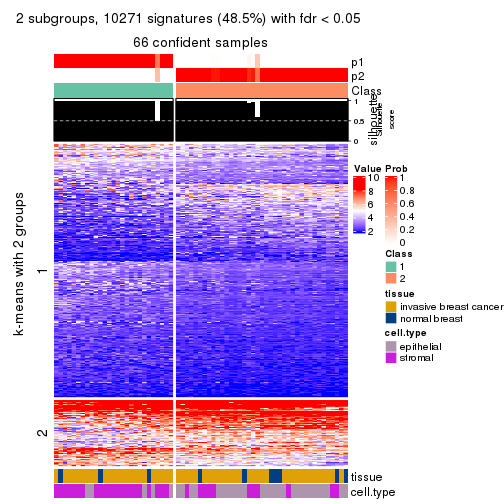 2 subgroups, 10271 signatures (48.5%) with fdr < 0.05
66 confident samples
p1
p2
Class
silhouette
Silhouette
score
1
0.5
0
k-means with 2 groups
1
2
tissue
cell.type
Value
10
8
6
4
2
Prob
1
0.8
0.6
0.4
0.2
0
Class
1
2
tissue
invasive breast cancer
normal breast
cell.type
epithelial
stromal